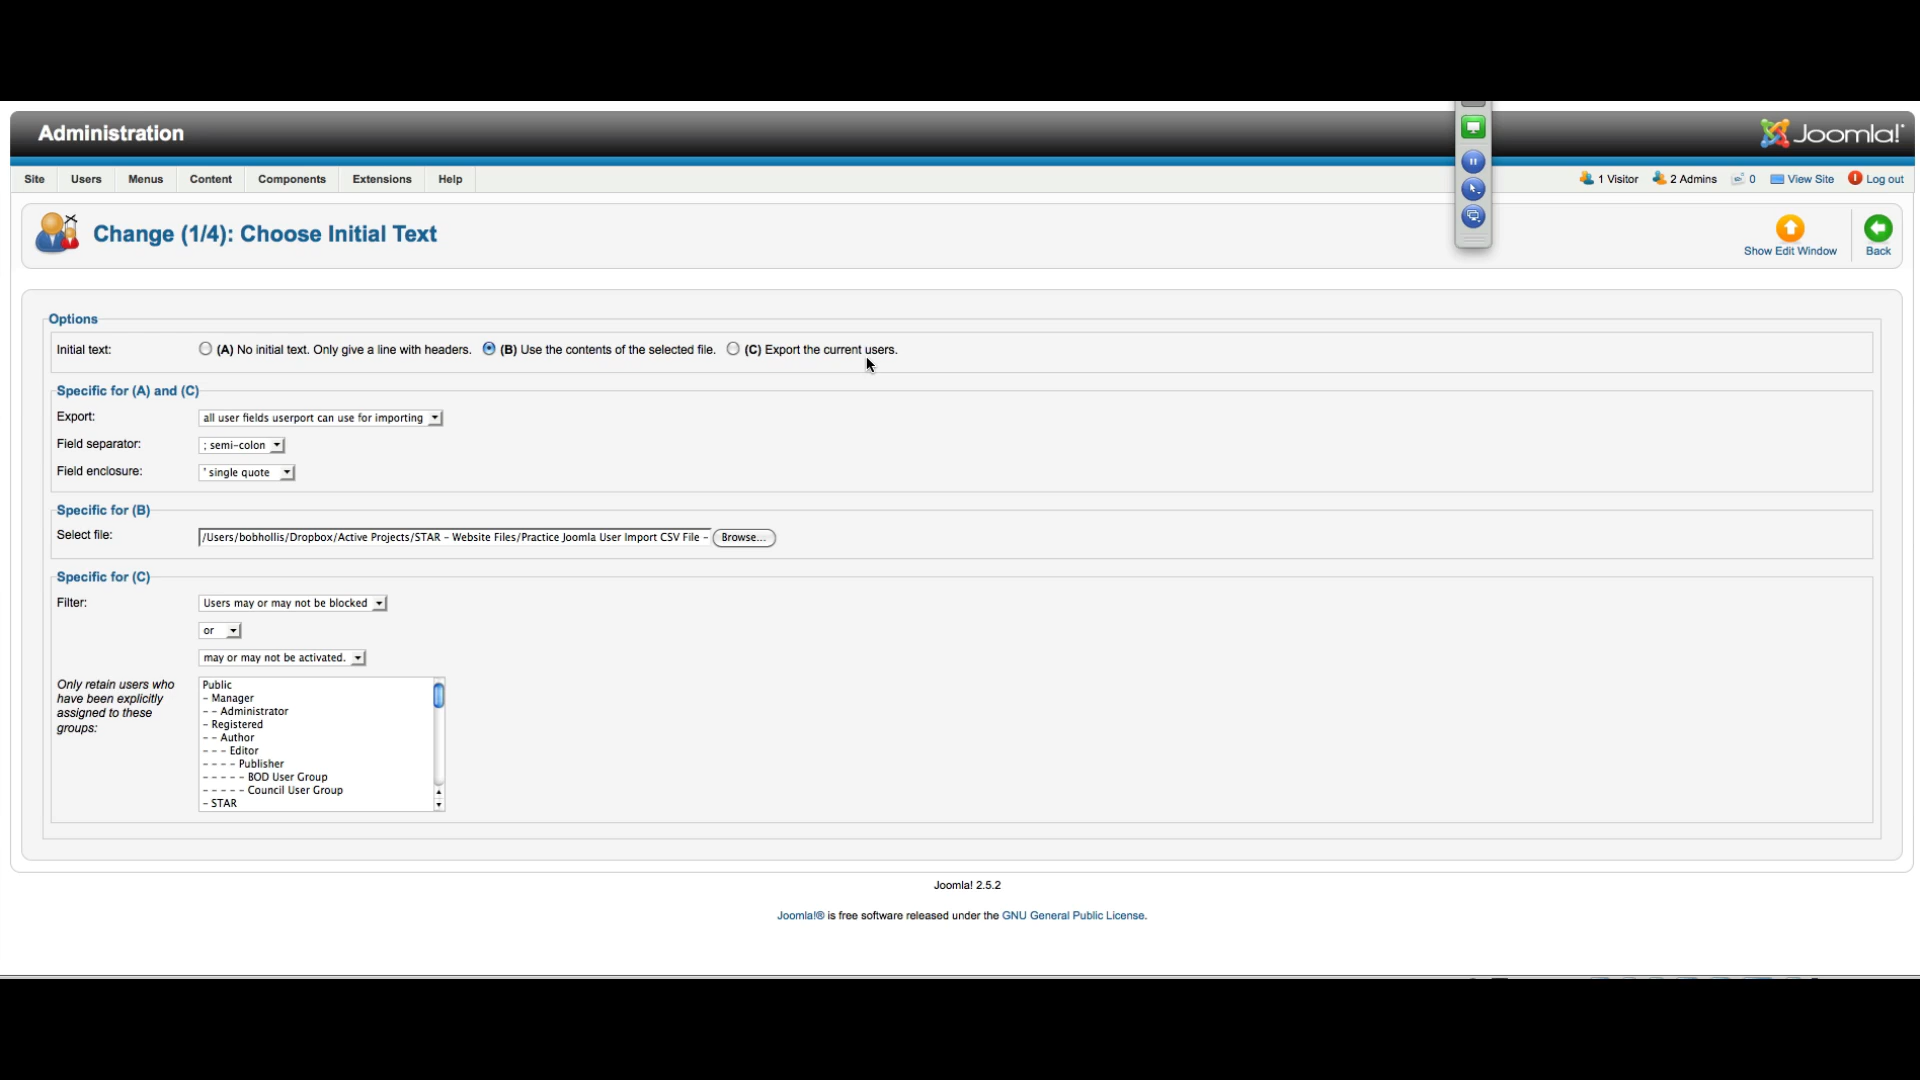 Administration
Joomla!
Site Users Menus Content Components Extensions Help
1 Visitor 2 Admins 0 View Site Log out
Change (1/4): Choose Initial Text
Show Edit Window Back
Options
Initial text: (A) No initial text. Only give a line with headers. (B) Use the contents of the selected file. (C) Export the current users.
Specific for (A) and (C)
Export: all user fields userport can use for importing
Field separator: ; semi-colon
Field enclosure: ' single quote
Specific for (B)
Select file: /Users/bobhollis/Dropbox/Active Projects/STAR - Website Files/Practice Joomla User Import CSV File - Browse...
Specific for (C)
Filter: Users may or may not be blocked
or
may or may not be activated.
Only retain users who
have been explicitly
assigned to these
groups:
Public
- Manager
- - Administrator
- Registered
- - Author
- - - Editor
- - - - Publisher
- - - - - BOD User Group
- - - - - Council User Group
- STAR
Joomla! 2.5.2
Joomla!® is free software released under the GNU General Public License.